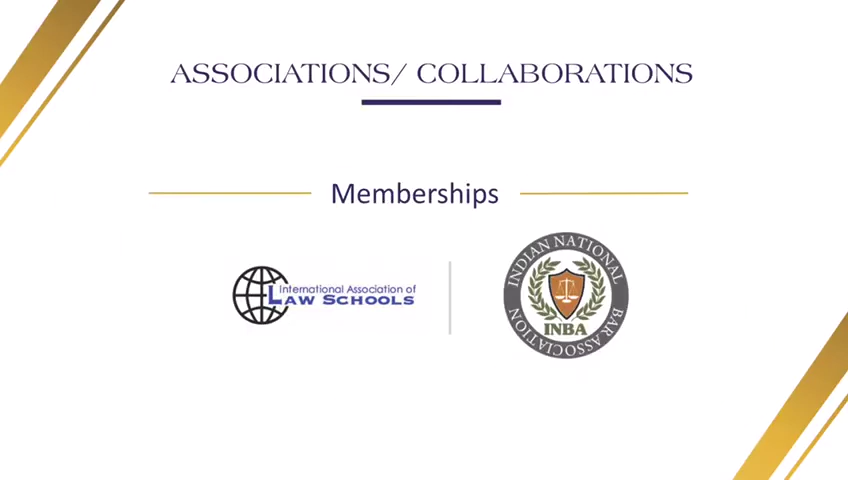 ASSOCIATIONS/ COLLABORATIONS
Memberships
International Association of
LAW SCHOOLS
INDIAN NATIONAL
BAR ASSOCIATION
INBA